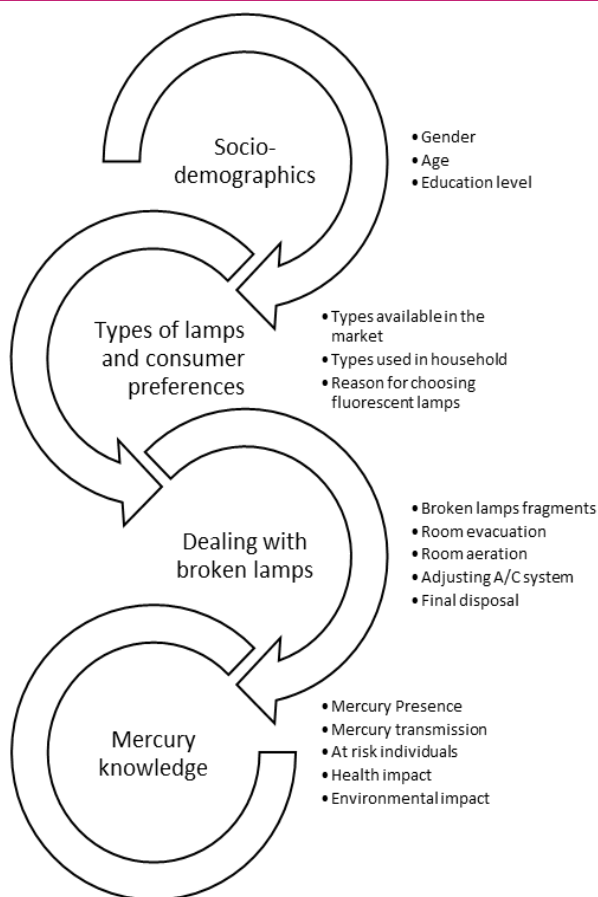 Socio-
demographics
• Gender
• Age
• Education level
Types of lamps
and consumer
preferences
• Types available in the
market
• Types used in household
• Reason for choosing
fluorescent lamps
Dealing with
broken lamps
• Broken lamps fragments
• Room evacuation
• Room aeration
• Adjusting A/C system
• Final disposal
Mercury
knowledge
• Mercury Presence
• Mercury transmission
• At risk individuals
• Health impact
• Environmental impact